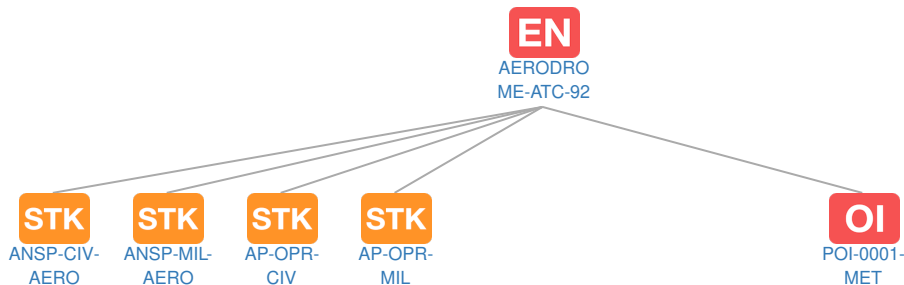 EN
AERODRO
ME-ATC-92
STK
STK
STK
STK
OI
ANSP-CIV-
AERO
ANSP-MIL-
AERO
AP-OPR-
CIV
AP-OPR-
MIL
POI-0001-
MET